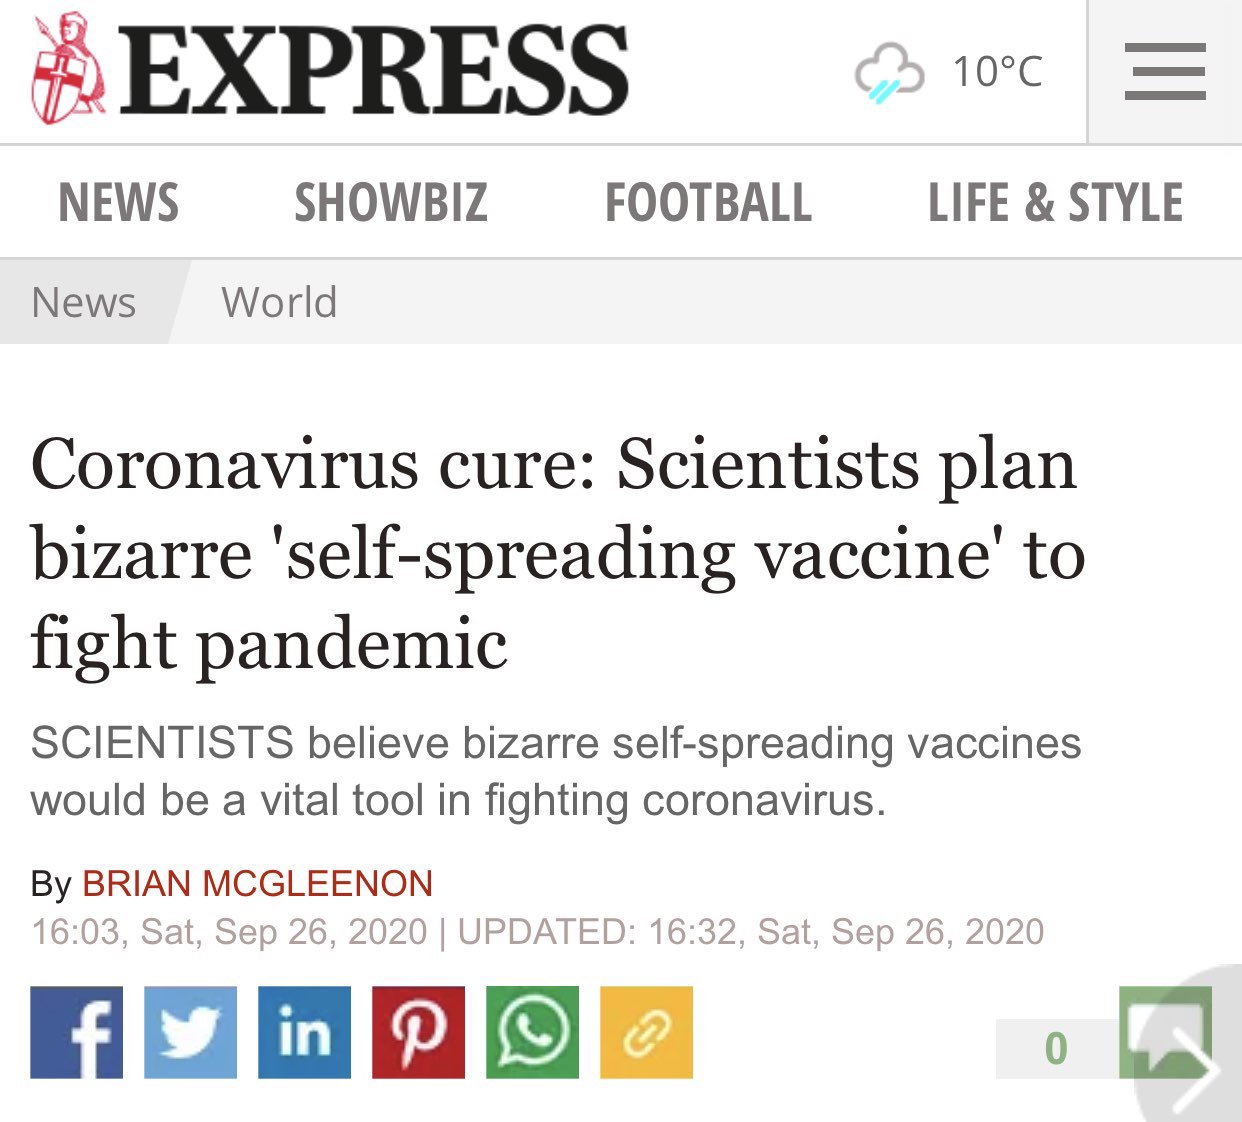 EXPRESS
10°C
NEWS SHOWBIZ FOOTBALL LIFE & STYLE
News World
Coronavirus cure: Scientists plan
bizarre 'self-spreading vaccine' to
fight pandemic
SCIENTISTS believe bizarre self-spreading vaccines
would be a vital tool in fighting coronavirus.
By BRIAN MCGLEENON
16:03, Sat, Sep 26, 2020 | UPDATED: 16:32, Sat, Sep 26, 2020
0